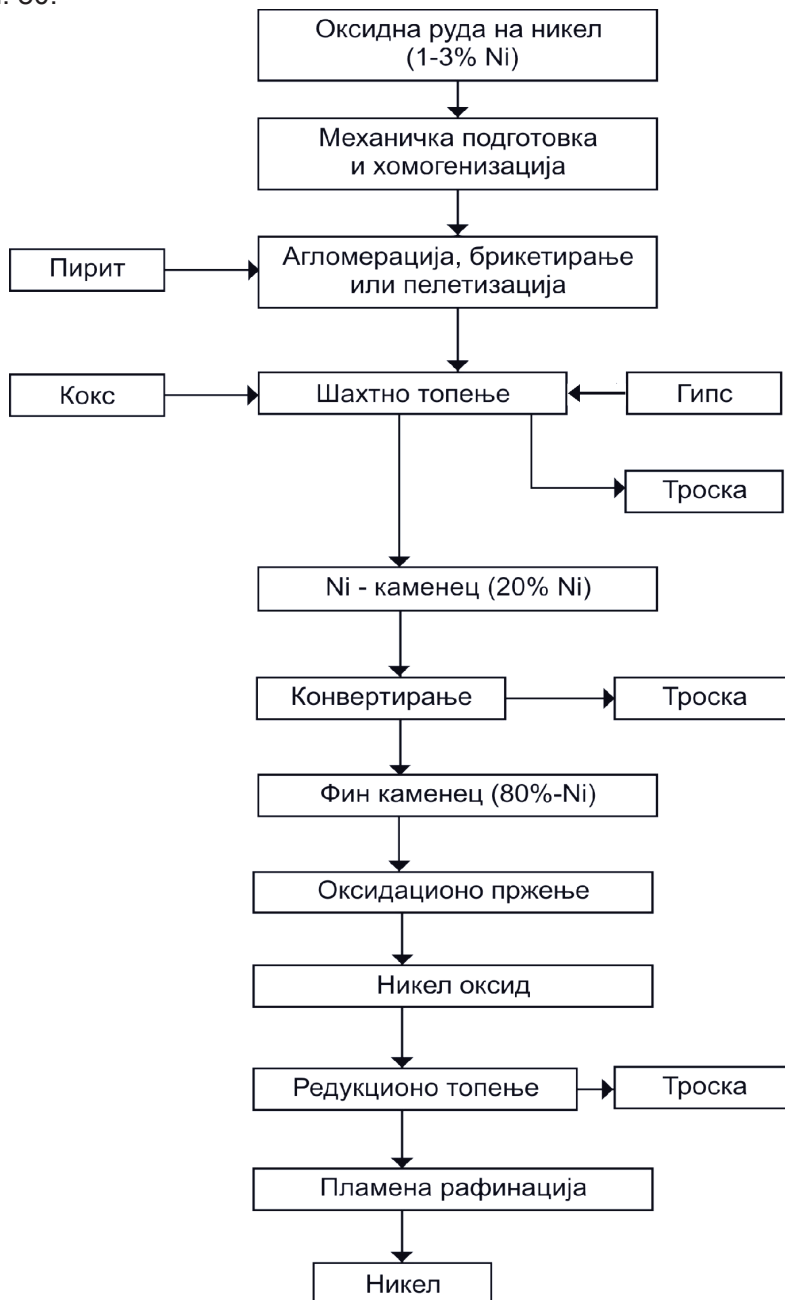 Оксидна руда на никел
(1-3% Ni)
Механичка подготовка
и хомогенизација
Пирит
Агломерација, брикетирање
или пелетизација
Кокс
Шахтно топење
Гипс
Троска
Ni - каменец (20% Ni)
Конвертирање
Троска
Фин каменец (80%-Ni)
Оксидационо пржење
Никел оксид
Редукционо топење
Троска
Пламена рафинација
Никел